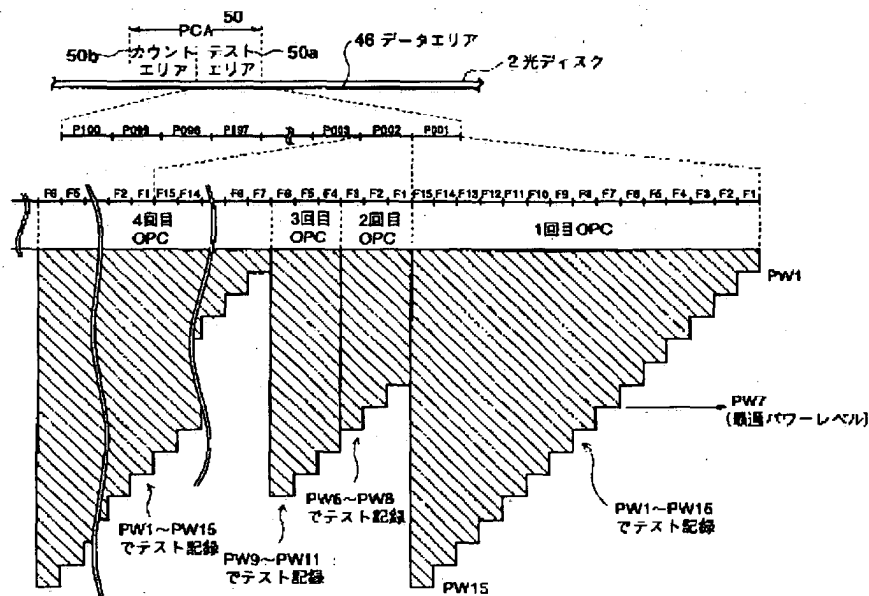 50
PCA
50b カウントエリア テストエリア 50a
46 データエリア
2光ディスク
P100 P099 P098 P097 P003 P002 P001
F6 F5 F2 F1 F15 F14 F6 F7 F6 F5 F4 F3 F2 F1 F15 F14 F13 F12 F11 F10 F9 F8 F7 F6 F5 F4 F3 F2 F1
4回目 OPC
3回目 OPC
2回目 OPC
1回目 OPC
PW1
PW7
(最適パワーレベル)
PW1～PW15
でテスト記録
PW9～PW11
でテスト記録
PW6～PW8
でテスト記録
PW1～PW15
でテスト記録
PW15